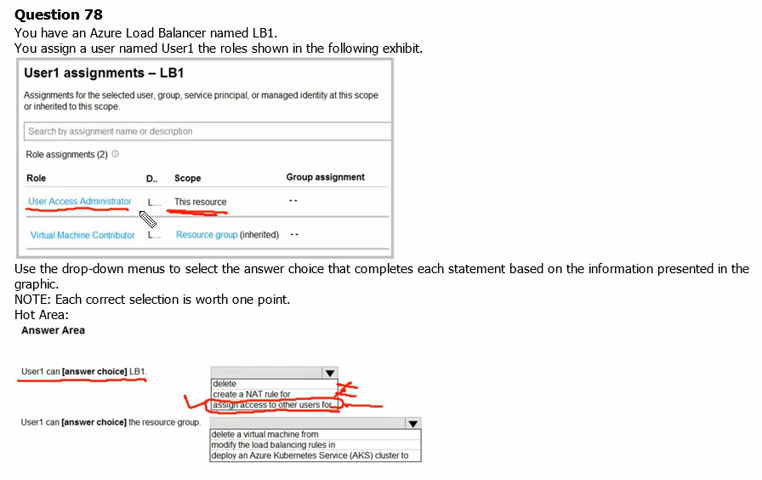 Question 78
You have an Azure Load Balancer named LB1.
You assign a user named User1 the roles shown in the following exhibit.
User1 assignments – LB1
Assignments for the selected user, group, service principal, or managed identity at this scope
or inherited to this scope.
Search by assignment name or description
Role assignments (2)
Role D.. Scope Group assignment
User Access Administrator L... This resource --
Virtual Machine Contributor L... Resource group (inherited) --
Use the drop-down menus to select the answer choice that completes each statement based on the information presented in the
graphic.
NOTE: Each correct selection is worth one point.
Hot Area:
Answer Area
User1 can [answer choice] LB1.
delete
create a NAT rule for
assign access to other users for
User1 can [answer choice] the resource group.
delete a virtual machine from
modify the load balancing rules in
deploy an Azure Kubernetes Service (AKS) cluster to